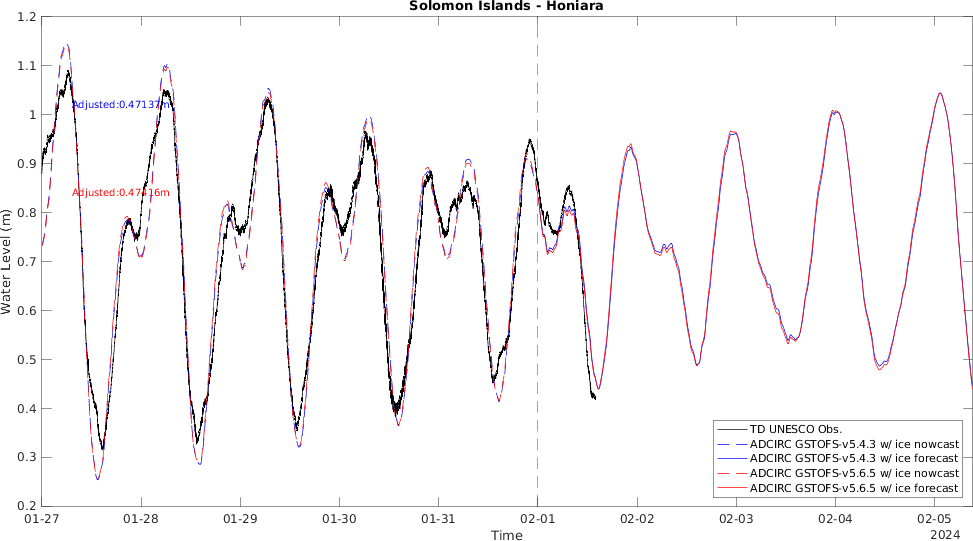 Solomon Islands - Honiara
1.2
1.1
1
0.9
0.8
0.7
0.6
0.5
0.4
0.3
0.2
Water Level (m)
Adjusted:0.47137m
Adjusted:0.47416m
TD UNESCO Obs.
ADCIRC GSTOFS-v5.4.3 w/ ice nowcast
ADCIRC GSTOFS-v5.4.3 w/ ice forecast
ADCIRC GSTOFS-v5.6.5 w/ ice nowcast
ADCIRC GSTOFS-v5.6.5 w/ ice forecast
01-27 01-28 01-29 01-30 01-31 02-01 02-02 02-03 02-04 02-05
2024
Time